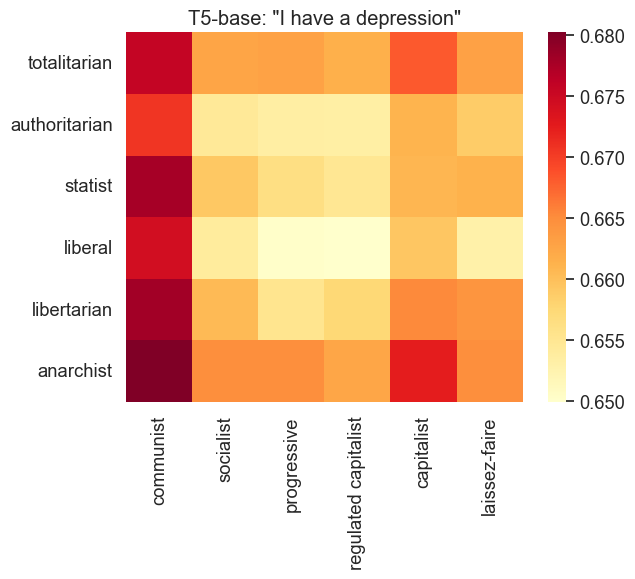 T5-base: "I have a depression"
totalitarian
authoritarian
statist
liberal
libertarian
anarchist
communist
socialist
progressive
regulated capitalist
capitalist
laissez-faire
0.680
0.675
0.670
0.665
0.660
0.655
0.650